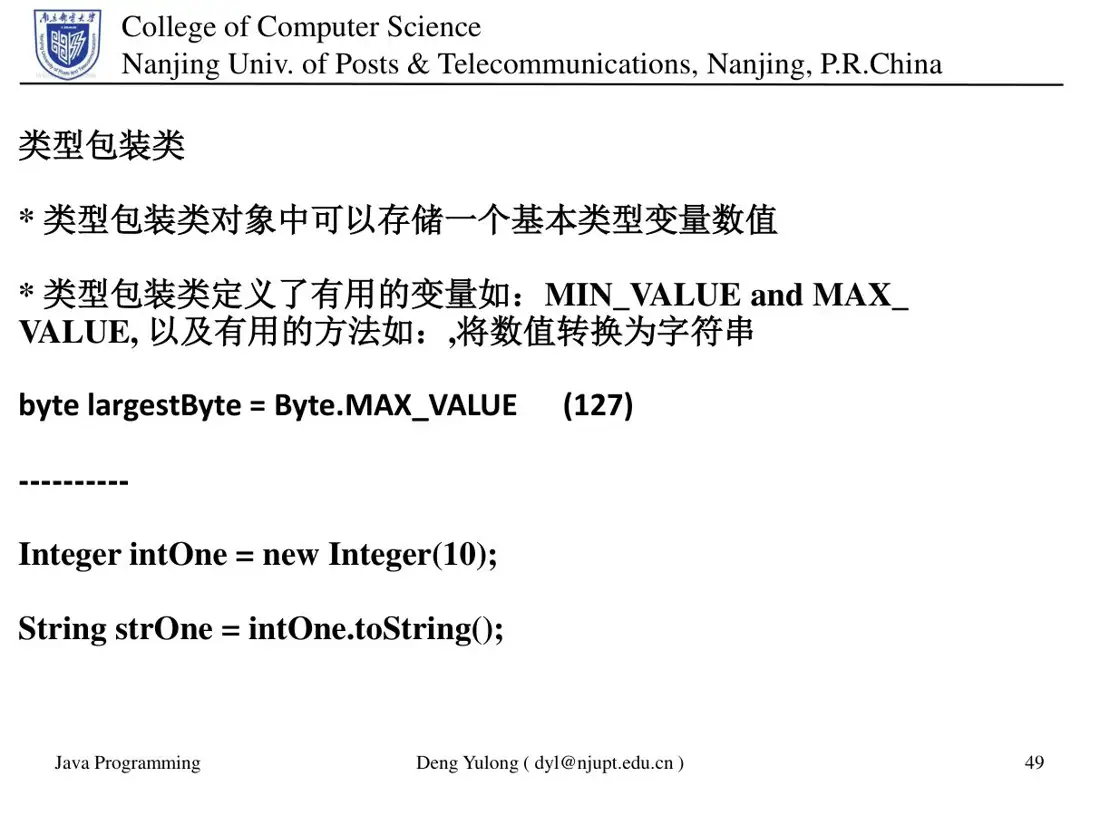 College of Computer Science
Nanjing Univ. of Posts & Telecommunications, Nanjing, P.R.China
类型包装类
* 类型包装类对象中可以存储一个基本类型变量数值
* 类型包装类定义了有用的变量如：MIN_VALUE and MAX_
VALUE, 以及有用的方法如：,将数值转换为字符串
byte largestByte = Byte.MAX_VALUE (127)
----------
Integer intOne = new Integer(10);
String strOne = intOne.toString();
Java Programming
Deng Yulong ( dyl@njupt.edu.cn )
49